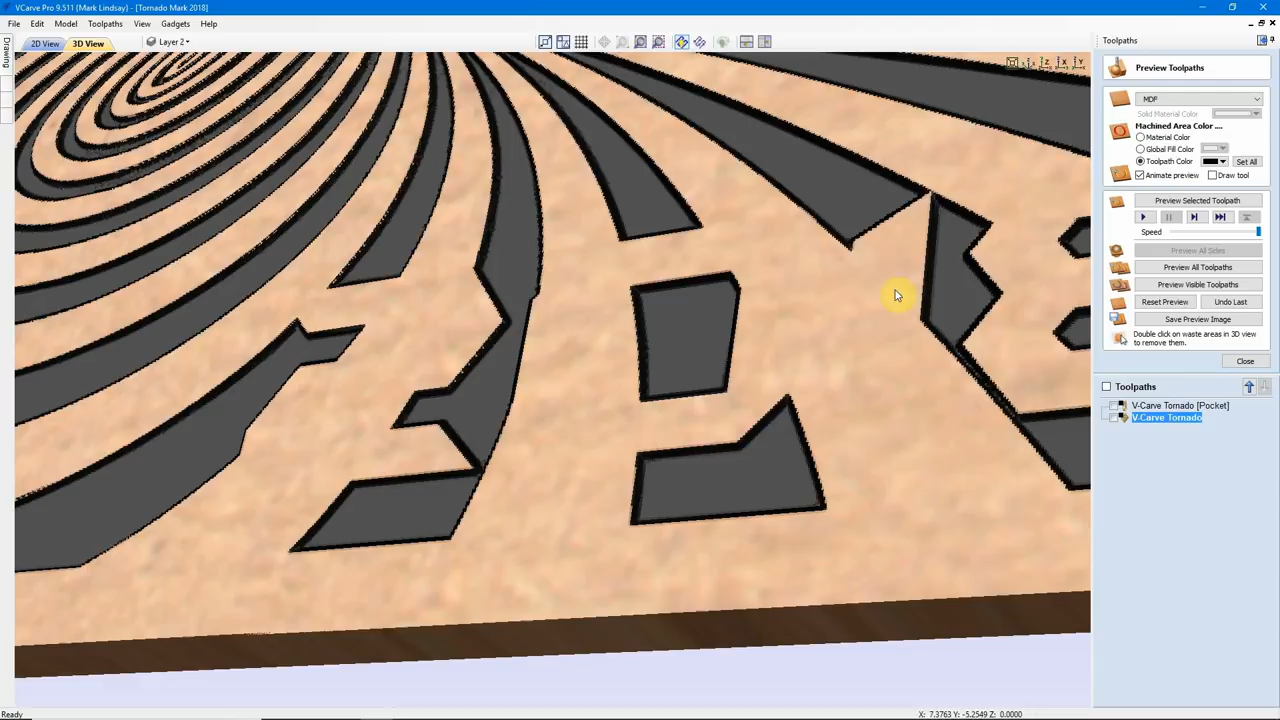 VCarve Pro 9.511 {Mark Lindsay} - [Tornado Mark 2018]
File Edit Model Toolpaths View Gadgets Help
2D View 3D View Layer 2
Drawing
Toolpaths
Preview Toolpaths
MDF
Solid Material Color
Machined Area Color ....
Material Color
Global Fill Color
Toolpath Color Set All
Animate preview Draw tool
Preview Selected Toolpath
Speed
Preview All Sides
Preview All Toolpaths
Preview Visible Toolpaths
Reset Preview Undo Last
Save Preview Image
Double click on waste areas in 3D view
to remove them.
Close
Toolpaths
V-Carve Tornado [Pocket]
V-Carve Tornado
Ready X: 7.3763 Y: -5.2549 Z: 0.0000